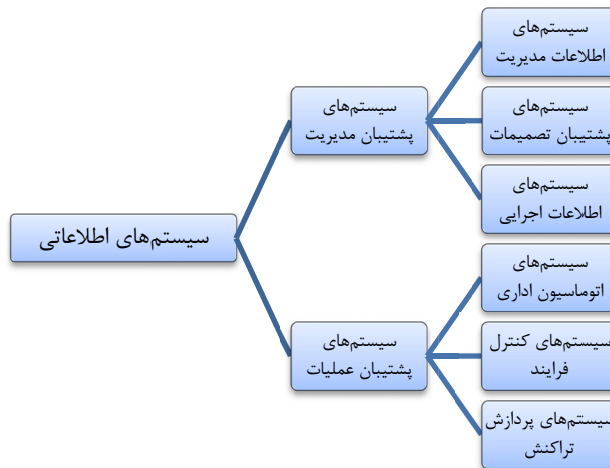 سیستم‌های اطلاعاتی
سیستم‌های
پشتیبان مدیریت
سیستم‌های
اطلاعات مدیریت
سیستم‌های
پشتیبان تصمیمات
سیستم‌های
اطلاعات اجرایی
سیستم‌های
پشتیبان عملیات
سیستم‌های
اتوماسیون اداری
سیستم‌های کنترل
فرایند
سیستم‌های پردازش
تراکنش